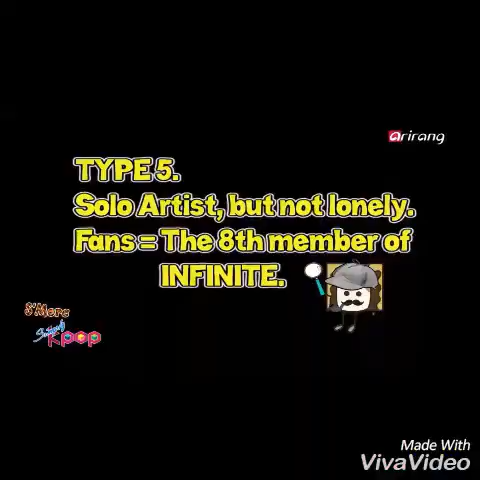 arirang
TYPE 5.
Solo Artist, but not lonely.
Fans = The 8th member of
INFINITE.
S'More
Simply
Kpop
Made With
VivaVideo